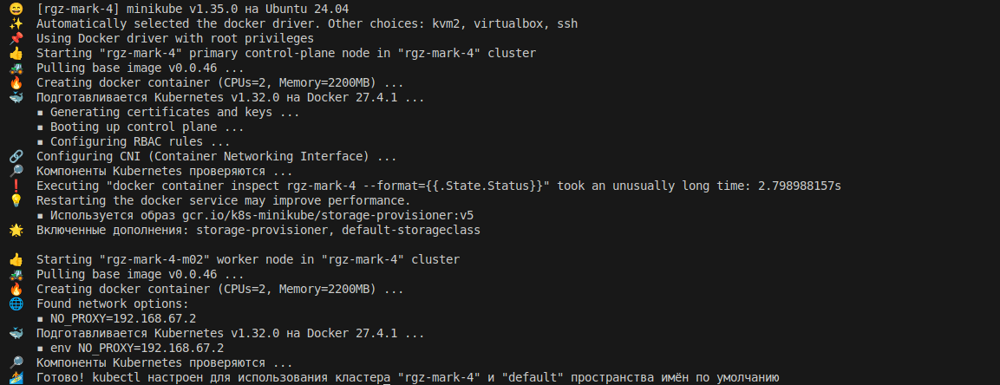 😄 [rgz-mark-4] minikube v1.35.0 на Ubuntu 24.04
✨ Automatically selected the docker driver. Other choices: kvm2, virtualbox, ssh
📌 Using Docker driver with root privileges
👍 Starting "rgz-mark-4" primary control-plane node in "rgz-mark-4" cluster
🚜 Pulling base image v0.0.46 ...
🔥 Creating docker container (CPUs=2, Memory=2200MB) ...
🐳 Подготавливается Kubernetes v1.32.0 на Docker 27.4.1 ...
▪ Generating certificates and keys ...
▪ Booting up control plane ...
▪ Configuring RBAC rules ...
🔗 Configuring CNI (Container Networking Interface) ...
🔎 Компоненты Kubernetes проверяются ...
❗ Executing "docker container inspect rgz-mark-4 --format={{.State.Status}}" took an unusually long time: 2.798988157s
💡 Restarting the docker service may improve performance.
▪ Используется образ gcr.io/k8s-minikube/storage-provisioner:v5
🌟 Включенные дополнения: storage-provisioner, default-storageclass
👍 Starting "rgz-mark-4-m02" worker node in "rgz-mark-4" cluster
🚜 Pulling base image v0.0.46 ...
🔥 Creating docker container (CPUs=2, Memory=2200MB) ...
🌐 Found network options:
▪ NO_PROXY=192.168.67.2
🐳 Подготавливается Kubernetes v1.32.0 на Docker 27.4.1 ...
▪ env NO_PROXY=192.168.67.2
🔎 Компоненты Kubernetes проверяются ...
🏄 Готово! kubectl настроен для использования кластера "rgz-mark-4" и "default" пространства имён по умолчанию